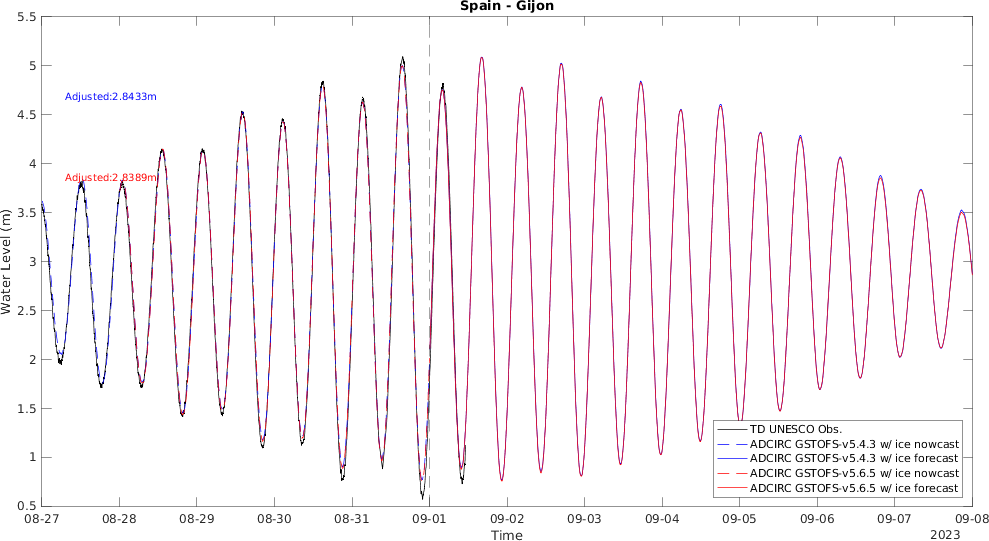 Spain - Gijon
5.5
5
4.5
4
3.5
3
2.5
2
1.5
1
0.5
Water Level (m)
Adjusted:2.8433m
Adjusted:2.8389m
TD UNESCO Obs.
ADCIRC GSTOFS-v5.4.3 w/ ice nowcast
ADCIRC GSTOFS-v5.4.3 w/ ice forecast
ADCIRC GSTOFS-v5.6.5 w/ ice nowcast
ADCIRC GSTOFS-v5.6.5 w/ ice forecast
08-27 08-28 08-29 08-30 08-31 09-01 09-02 09-03 09-04 09-05 09-06 09-07 09-08
Time
2023